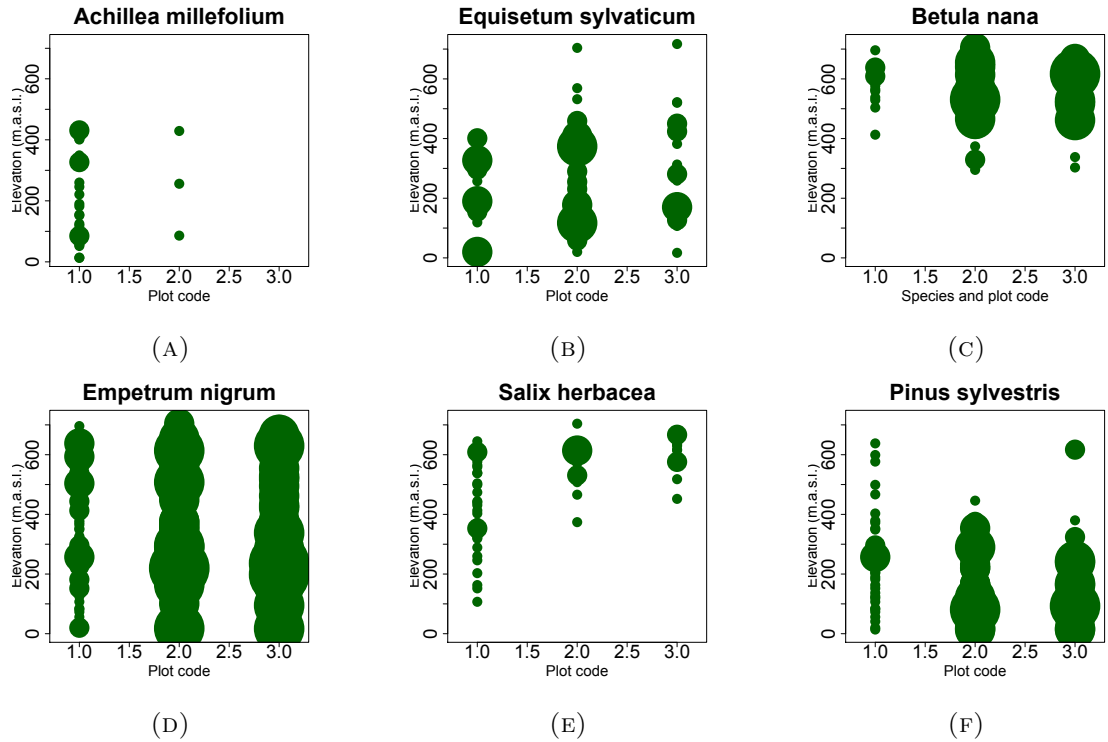 Achillea millefolium
Elevation (m.a.s.l.)
0 200 400 600
1.0 1.5 2.0 2.5 3.0
Plot code
(A)
Equisetum sylvaticum
Elevation (m.a.s.l.)
0 200 400 600
1.0 1.5 2.0 2.5 3.0
Plot code
(B)
Betula nana
Elevation (m.a.s.l.)
0 200 400 600
1.0 1.5 2.0 2.5 3.0
Species and plot code
(C)
Empetrum nigrum
Elevation (m.a.s.l.)
0 200 400 600
1.0 1.5 2.0 2.5 3.0
Plot code
(D)
Salix herbacea
Elevation (m.a.s.l.)
0 200 400 600
1.0 1.5 2.0 2.5 3.0
Plot code
(E)
Pinus sylvestris
Elevation (m.a.s.l.)
0 200 400 600
1.0 1.5 2.0 2.5 3.0
Plot code
(F)